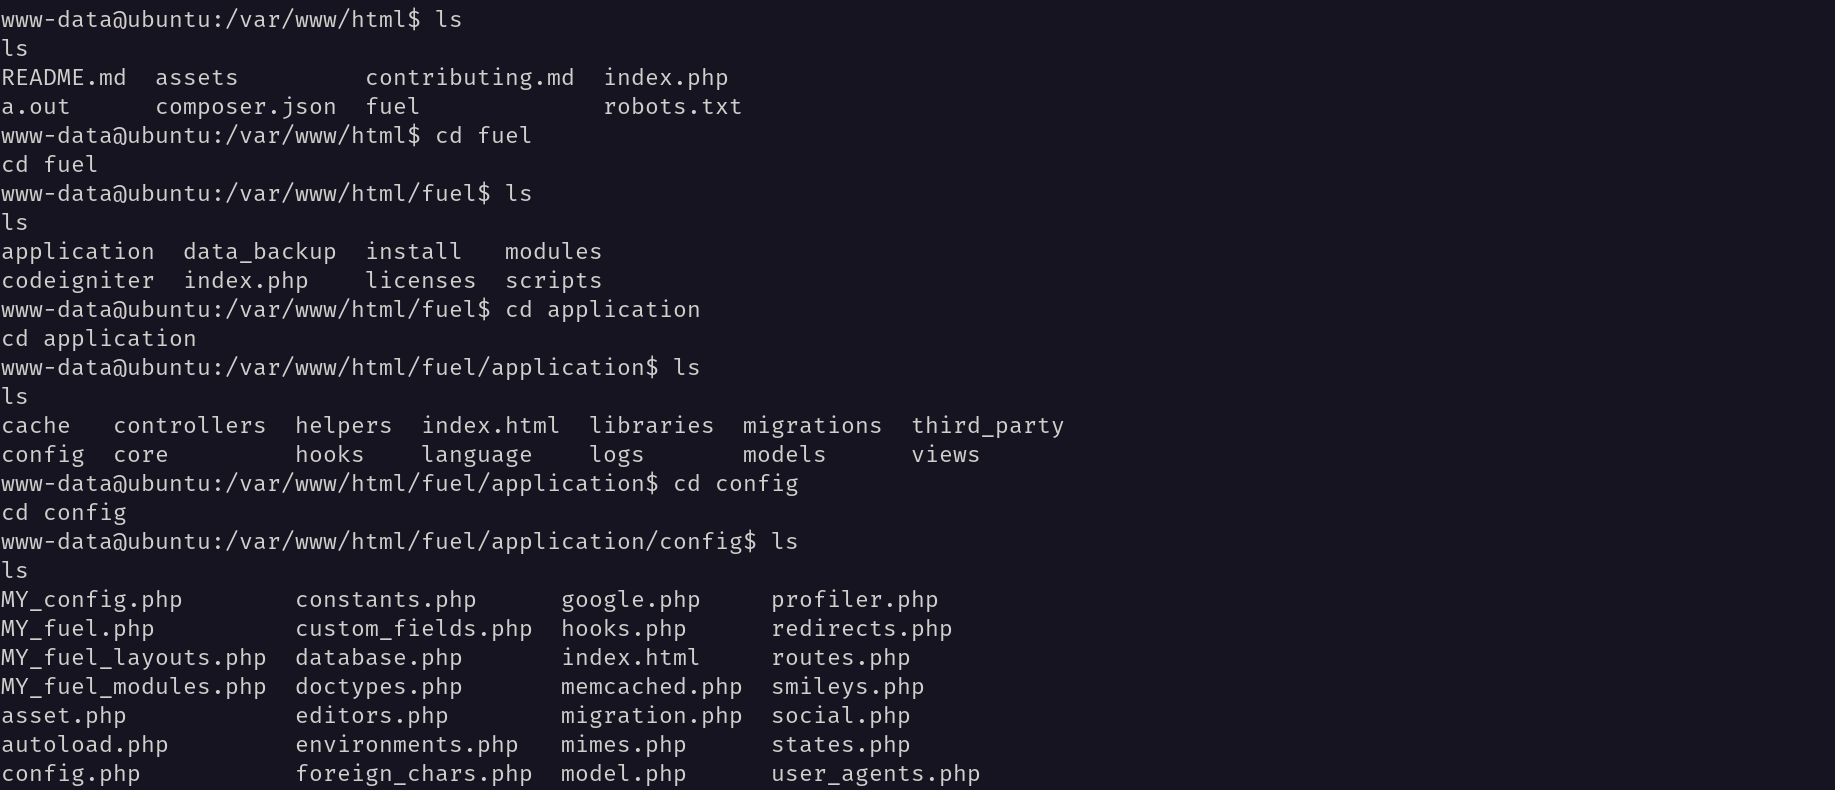 www-data@ubuntu:/var/www/html$ ls
ls
README.md  assets         contributing.md  index.php
a.out      composer.json  fuel             robots.txt
www-data@ubuntu:/var/www/html$ cd fuel
cd fuel
www-data@ubuntu:/var/www/html/fuel$ ls
ls
application  data_backup  install   modules
codeigniter  index.php    licenses  scripts
www-data@ubuntu:/var/www/html/fuel$ cd application
cd application
www-data@ubuntu:/var/www/html/fuel/application$ ls
ls
cache   controllers  helpers  index.html  libraries  migrations  third_party
config  core         hooks    language    logs       models      views
www-data@ubuntu:/var/www/html/fuel/application$ cd config
cd config
www-data@ubuntu:/var/www/html/fuel/application/config$ ls
ls
MY_config.php        constants.php      google.php     profiler.php
MY_fuel.php          custom_fields.php  hooks.php      redirects.php
MY_fuel_layouts.php  database.php       index.html     routes.php
MY_fuel_modules.php  doctypes.php       memcached.php  smileys.php
asset.php            editors.php        migration.php  social.php
autoload.php         environments.php   mimes.php      states.php
config.php           foreign_chars.php  model.php      user_agents.php